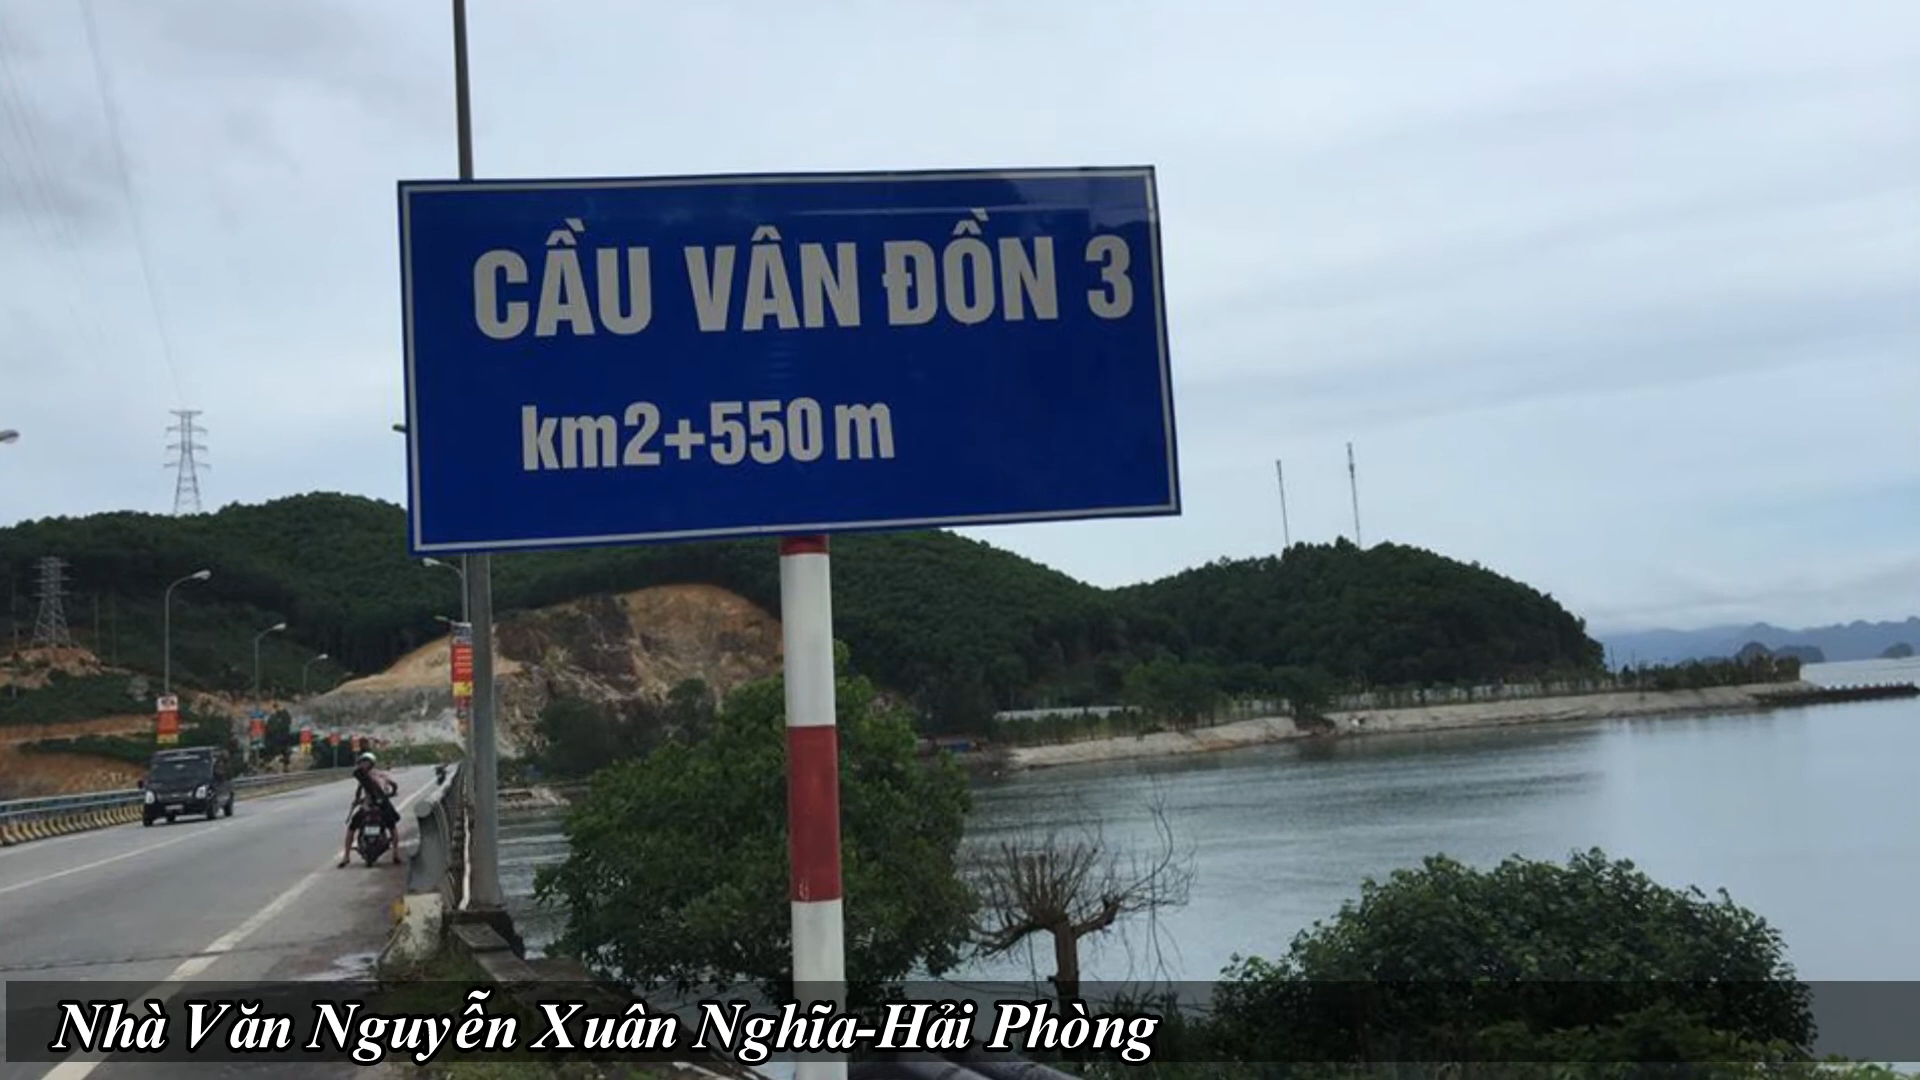 CẦU VÂN ĐỒN 3
km2+550m
Nhà Văn Nguyễn Xuân Nghĩa-Hải Phòng